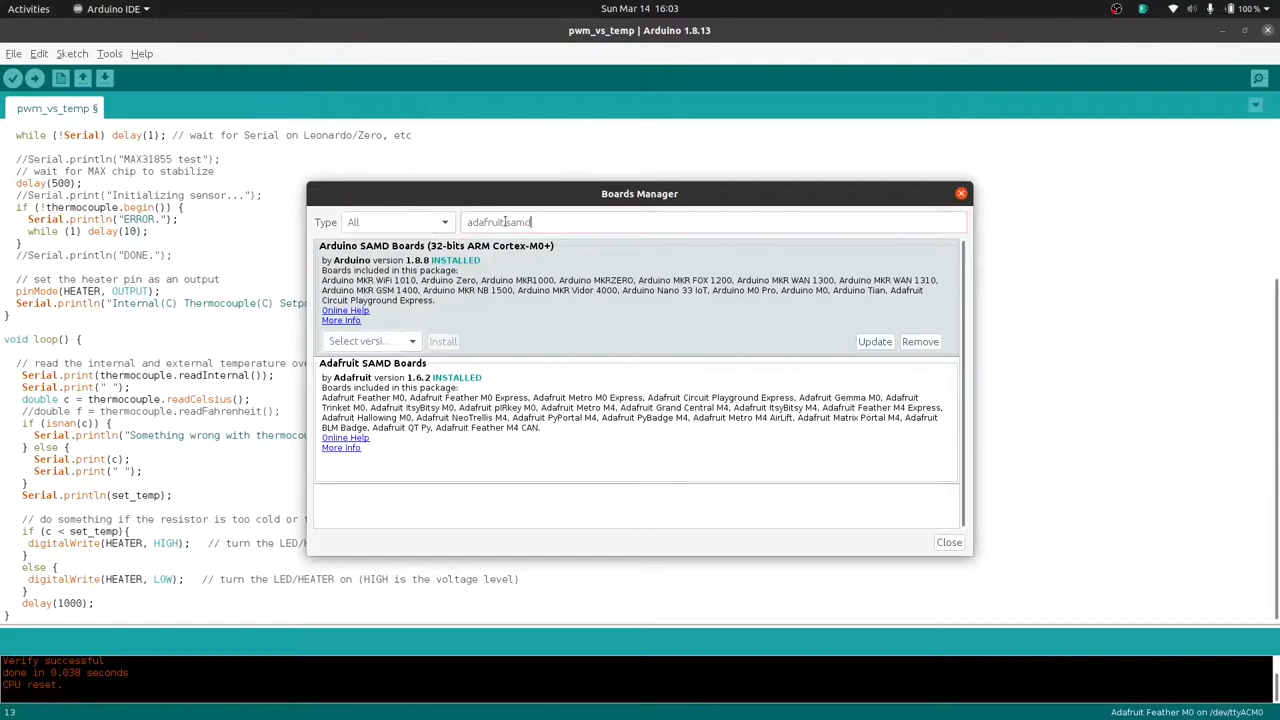 Activities
Arduino IDE
Sun Mar 14 16:03
100 %
pwm_vs_temp | Arduino 1.8.13
File Edit Sketch Tools Help
pwm_vs_temp §
while (!Serial) delay(1); // wait for Serial on Leonardo/Zero, etc
//Serial.println("MAX31855 test");
// wait for MAX chip to stabilize
delay(500);
//Serial.print("Initializing sensor...");
if (!thermocouple.begin()) {
Serial.println("ERROR.");
while (1) delay(10);
}
//Serial.println("DONE.");
// set the heater pin as an output
pinMode(HEATER, OUTPUT);
Serial.println("Internal(C) Thermocouple(C) Setp
}
void loop() {
// read the internal and external temperature ov
Serial.print(thermocouple.readInternal());
Serial.print(" ");
double c = thermocouple.readCelsius();
//double f = thermocouple.readFahrenheit();
if (isnan(c)) {
Serial.println("Something wrong with thermocou
} else {
Serial.print(c);
Serial.print(" ");
}
Serial.println(set_temp);
// do something if the resistor is too cold or
if (c < set_temp){
digitalWrite(HEATER, HIGH); // turn the LED/H
}
else {
digitalWrite(HEATER, LOW); // turn the LED/HEATER on (HIGH is the voltage level)
}
delay(1000);
}
Boards Manager
Type All adafruit samd
Arduino SAMD Boards (32-bits ARM Cortex-M0+)
by Arduino version 1.8.8 INSTALLED
Boards included in this package:
Arduino MKR WiFi 1010, Arduino Zero, Arduino MKR1000, Arduino MKRZERO, Arduino MKR FOX 1200, Arduino MKR WAN 1300, Arduino MKR WAN 1310,
Arduino MKR GSM 1400, Arduino MKR NB 1500, Arduino MKR Vidor 4000, Arduino Nano 33 IoT, Arduino M0 Pro, Arduino M0, Arduino Tian, Adafruit
Circuit Playground Express.
Online Help
More Info
Select versi... Install Update Remove
Adafruit SAMD Boards
by Adafruit version 1.6.2 INSTALLED
Boards included in this package:
Adafruit Feather M0, Adafruit Feather M0 Express, Adafruit Metro M0 Express, Adafruit Circuit Playground Express, Adafruit Gemma M0, Adafruit
Trinket M0, Adafruit ItsyBitsy M0, Adafruit pIRkey M0, Adafruit Metro M4, Adafruit Grand Central M4, Adafruit ItsyBitsy M4, Adafruit Feather M4 Express,
Adafruit Hallowing M0, Adafruit NeoTrellis M4, Adafruit PyPortal M4, Adafruit PyBadge M4, Adafruit Metro M4 AirLift, Adafruit Matrix Portal M4, Adafruit
BLM Badge, Adafruit QT Py, Adafruit Feather M4 CAN.
Online Help
More Info
Close
Verify successful
done in 0.038 seconds
CPU reset.
13
Adafruit Feather M0 on /dev/ttyACM0